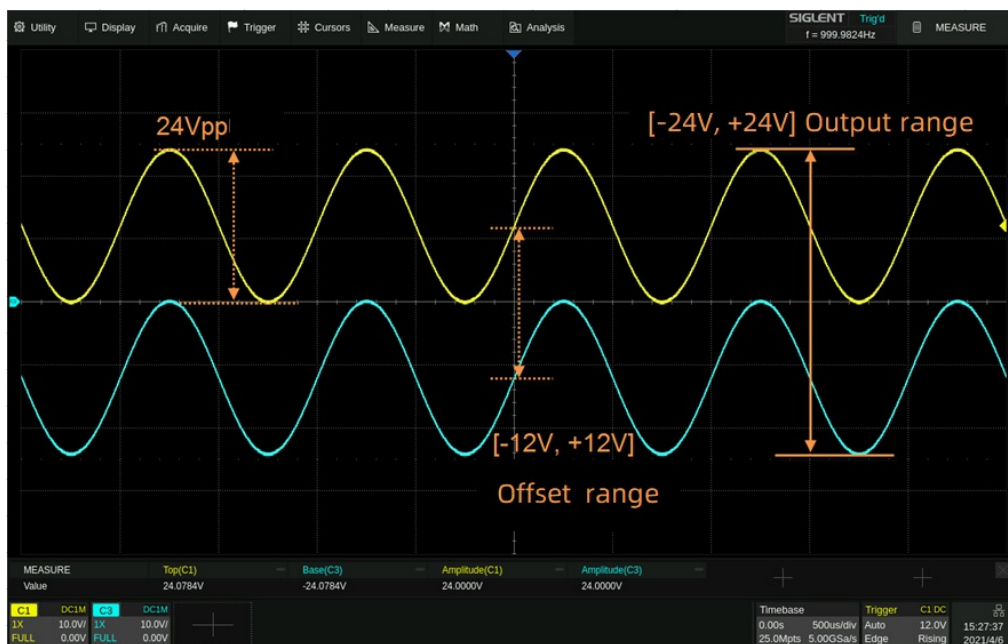 Utility Display Acquire Trigger Cursors Measure Math Analysis
SIGLENT Trig'd
f = 999.9824Hz
MEASURE
24Vpp
[-24V, +24V] Output range
[-12V, +12V]
Offset range
MEASURE Top(C1) Base(C3) Amplitude(C1) Amplitude(C3)
Value 24.0784V -24.0784V 24.0000V 24.0000V
C1 DC1M
1X 10.0V/
FULL 0.00V
C3 DC1M
1X 10.0V/
FULL 0.00V
Timebase
0.00s 500us/div
25.0Mpts 5.00GSa/s
Trigger C1 DC
Auto 12.0V
Edge Rising
15:27:37